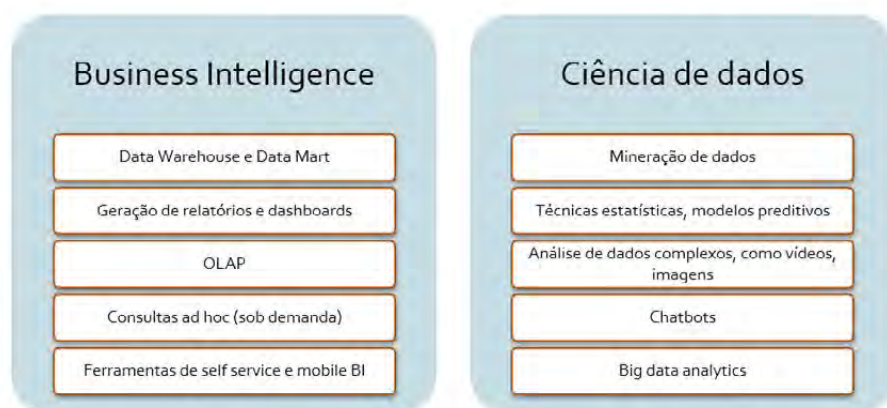 Business Intelligence
Data Warehouse e Data Mart
Geração de relatórios e dashboards
OLAP
Consultas ad hoc (sob demanda)
Ferramentas de self service e mobile BI
Ciência de dados
Mineração de dados
Técnicas estatísticas, modelos preditivos
Análise de dados complexos, como vídeos,
imagens
Chatbots
Big data analytics